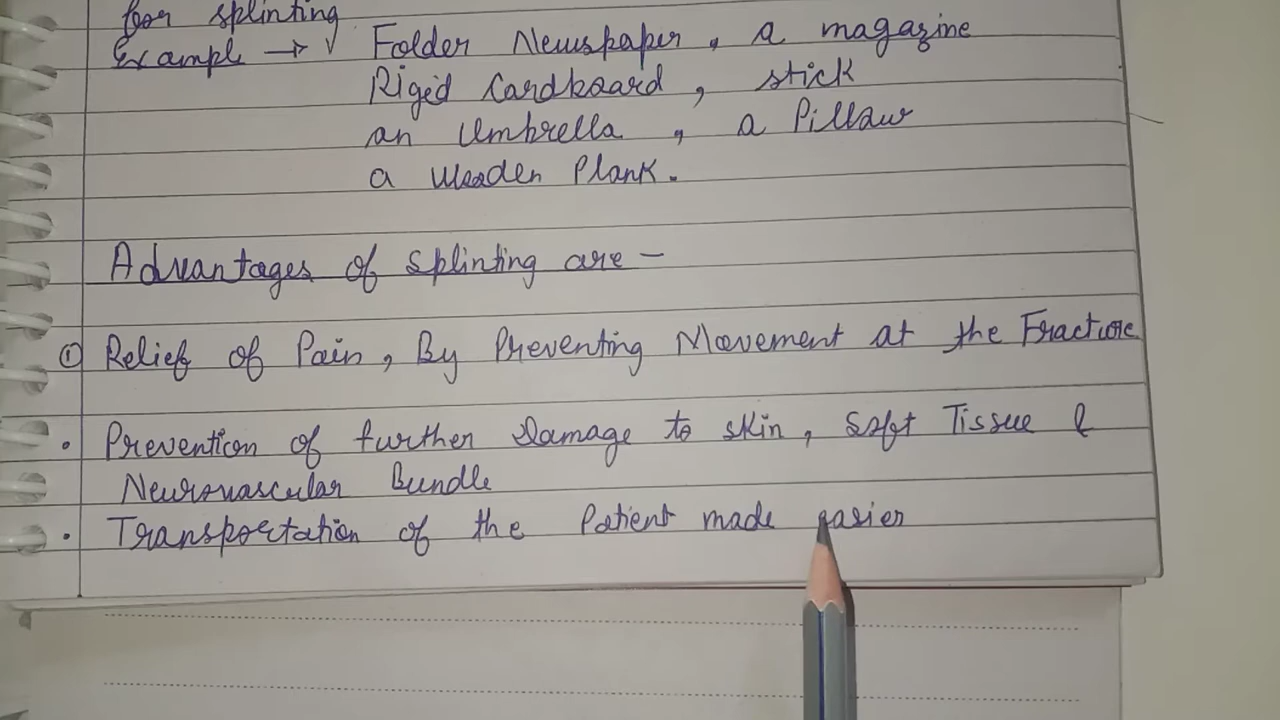 for splinting
Example → Folder Newspaper, a magazine
Riged Cardboard, stick
an Umbrella, a Pillow
a Wooden Plank.
Advantages of splinting are -
① Relief of Pain, By Preventing Movement at the Fracture
• Prevention of further Damage to skin, Soft Tissue &
Neurovascular Bundle
• Transportation of the Patient made easier